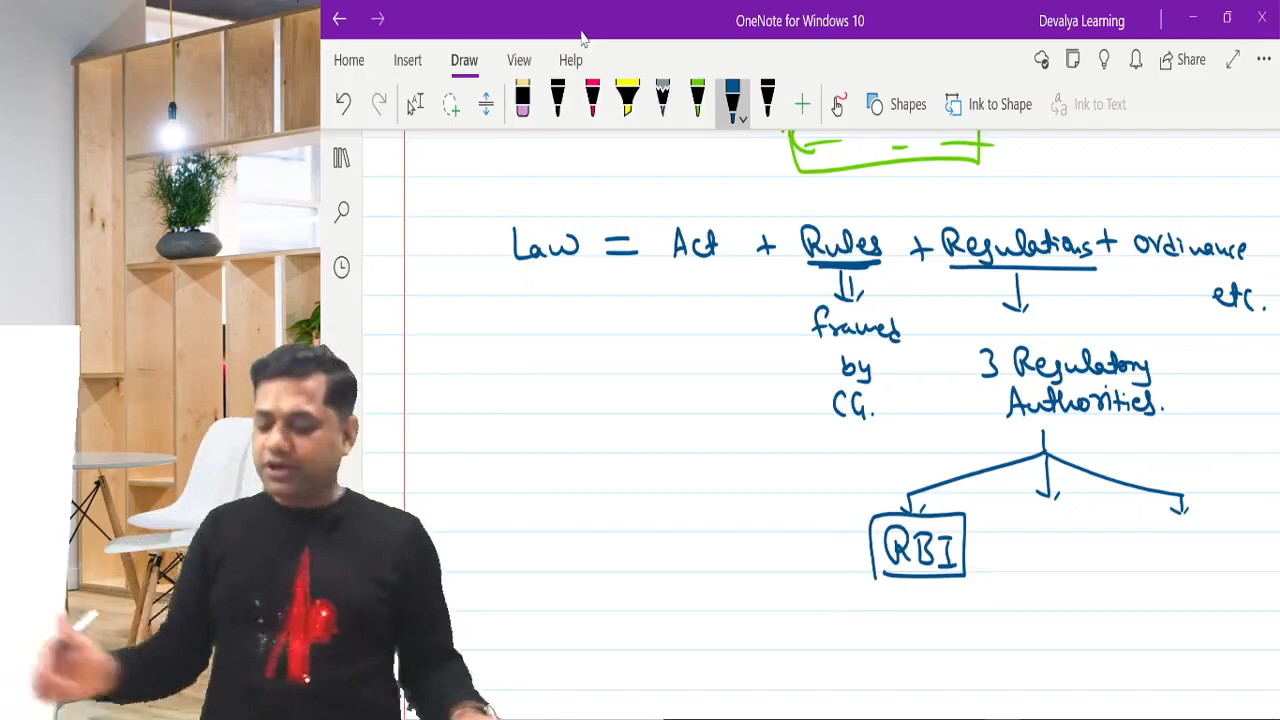 OneNote for Windows 10
Devalya Learning
Home Insert Draw View Help
Share
Shapes
Ink to Shape
Ink to Text
Law = Act + Rules + Regulations + ordinance
etc.
framed
by
CG.
3 Regulatory
Authorities.
RBI